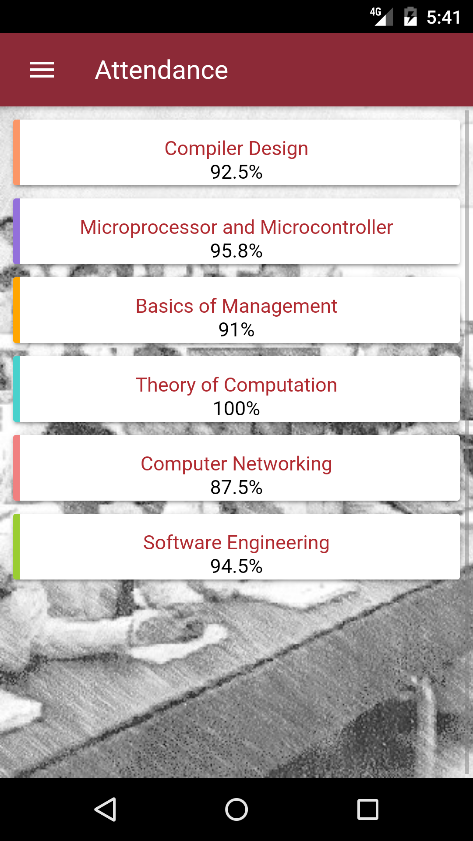 4G 5:41
Attendance
Compiler Design
92.5%
Microprocessor and Microcontroller
95.8%
Basics of Management
91%
Theory of Computation
100%
Computer Networking
87.5%
Software Engineering
94.5%